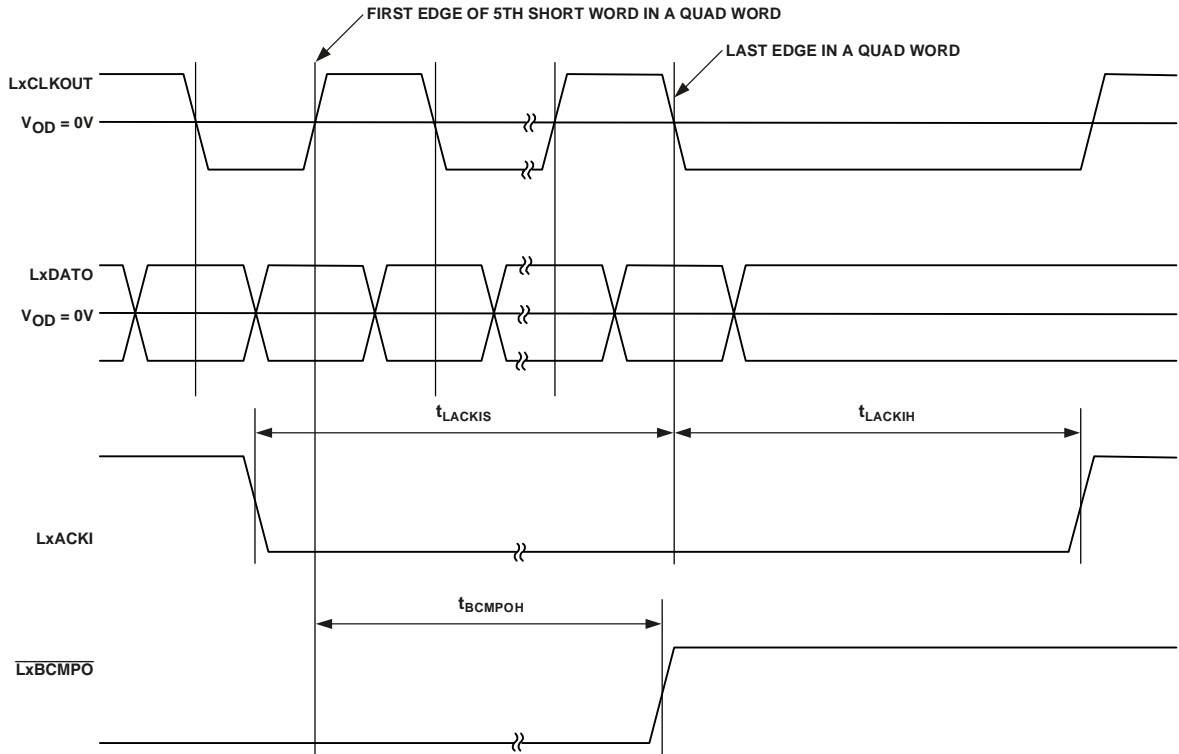 FIRST EDGE OF 5TH SHORT WORD IN A QUAD WORD
LAST EDGE IN A QUAD WORD
LxCLKOUT
VOD = 0V
LxDATO
VOD = 0V
tLACKIS
tLACKIH
LxACKI
tBCMPOH
LxBCMPO